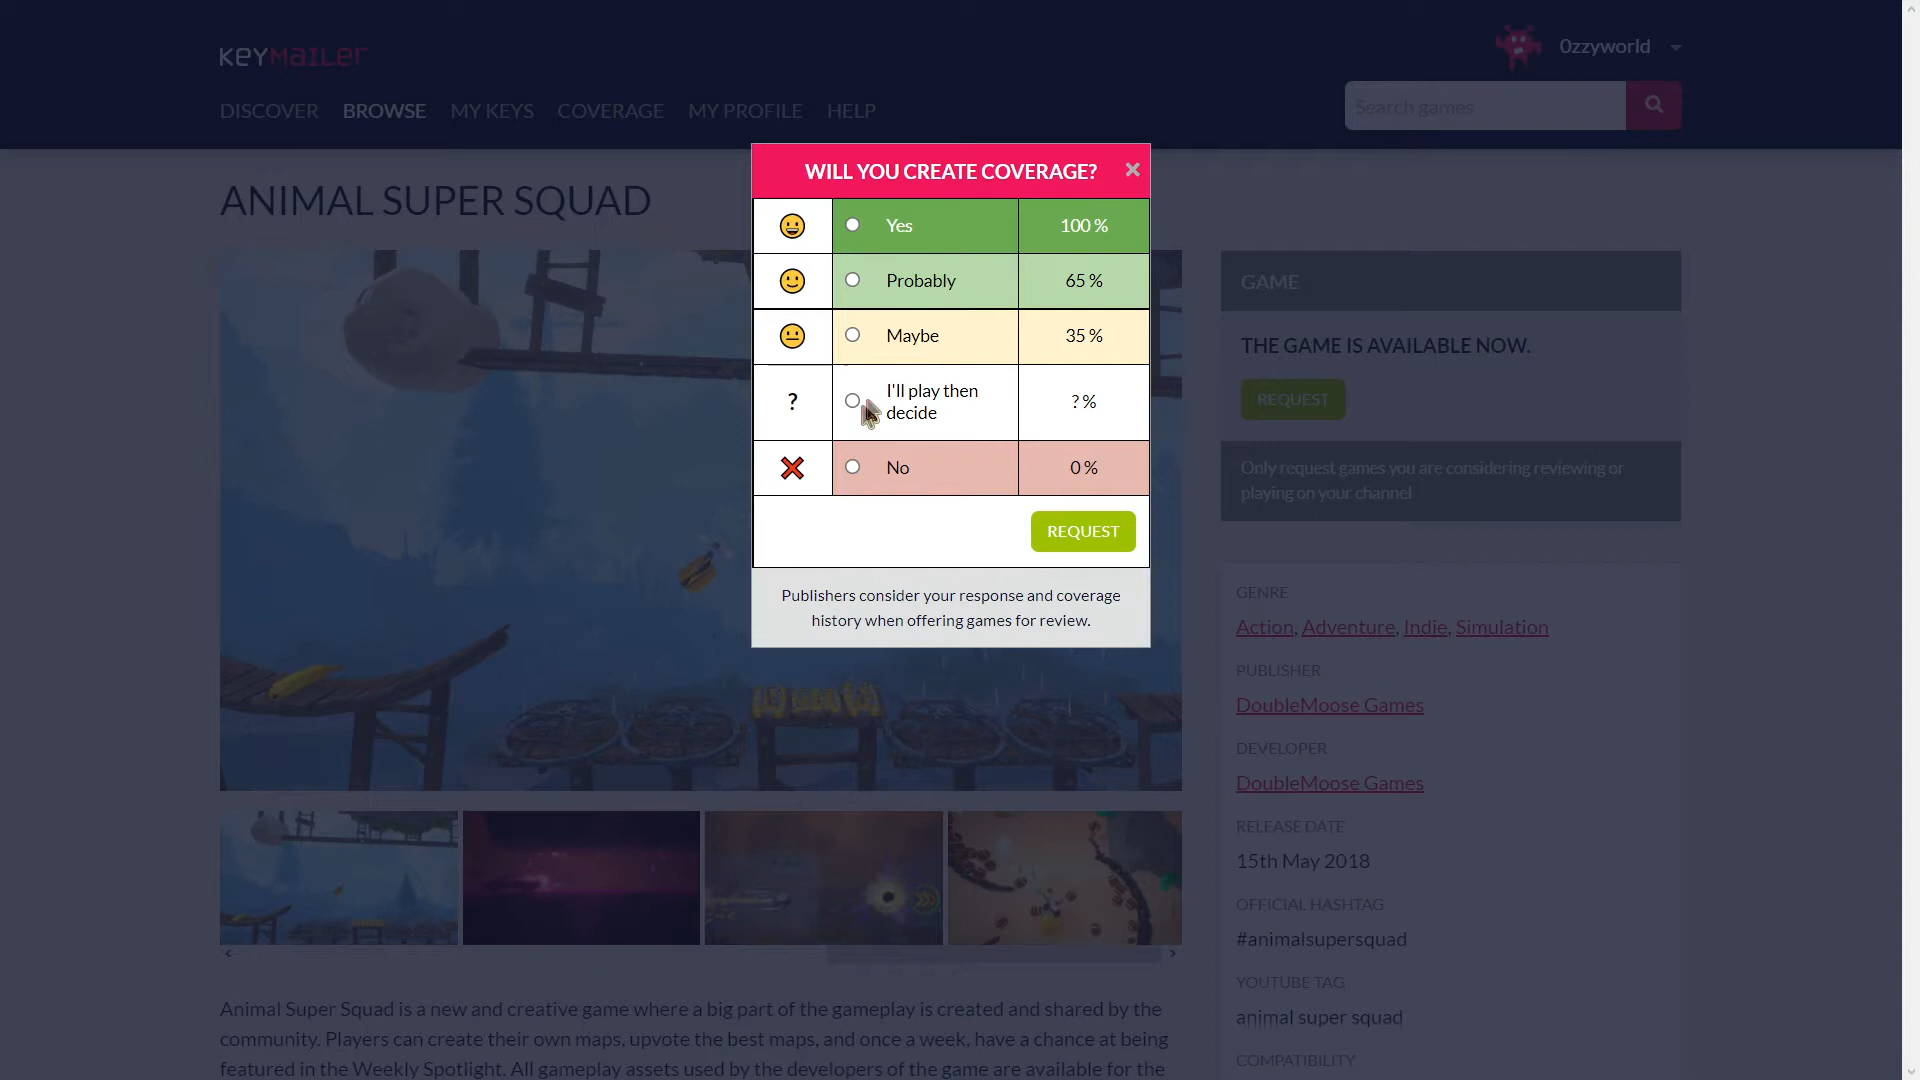 KEYMAILER
0zzyworld
DISCOVER BROWSE MY KEYS COVERAGE MY PROFILE HELP
Search games
WILL YOU CREATE COVERAGE? ×
Yes 100 %
Probably 65 %
Maybe 35 %
? I'll play then decide ? %
No 0 %
REQUEST
Publishers consider your response and coverage
history when offering games for review.
ANIMAL SUPER SQUAD
GAME
THE GAME IS AVAILABLE NOW.
REQUEST
Only request games you are considering reviewing or
playing on your channel
GENRE
Action, Adventure, Indie, Simulation
PUBLISHER
DoubleMoose Games
DEVELOPER
DoubleMoose Games
RELEASE DATE
15th May 2018
OFFICIAL HASHTAG
#animalsupersquad
YOUTUBE TAG
animal super squad
COMPATIBILITY
Animal Super Squad is a new and creative game where a big part of the gameplay is created and shared by the
community. Players can create their own maps, upvote the best maps, and once a week, have a chance at being
featured in the Weekly Spotlight. All gameplay assets used by the developers of the game are available for the